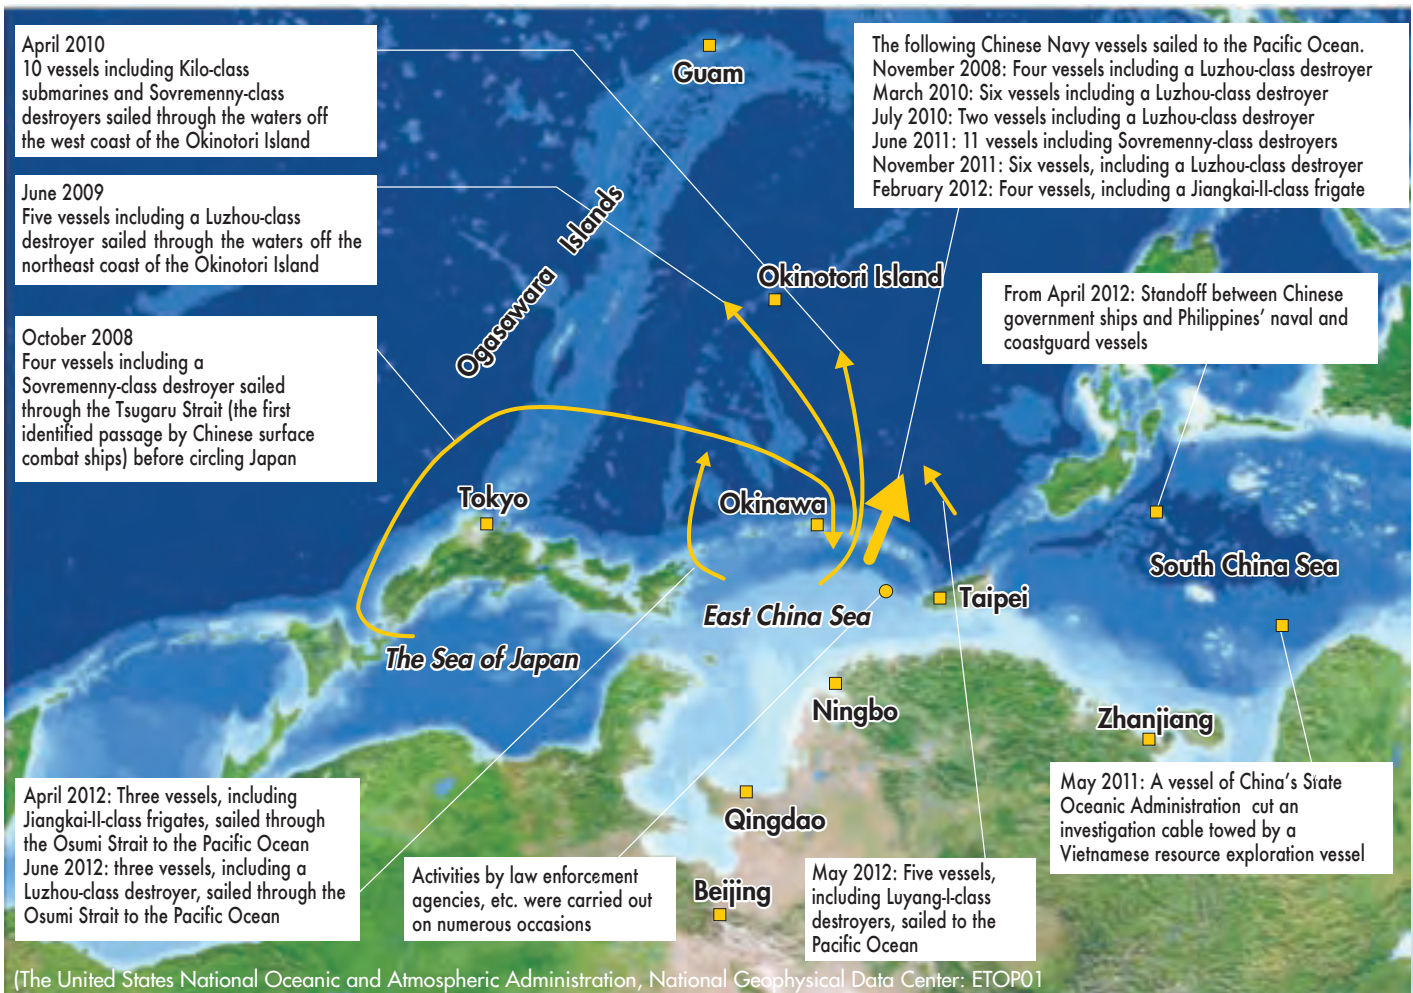 April 2010
10 vessels including Kilo-class
submarines and Sovremenny-class
destroyers sailed through the waters off
the west coast of the Okinotori Island
June 2009
Five vessels including a Luzhou-class
destroyer sailed through the waters off the
northeast coast of the Okinotori Island
October 2008
Four vessels including a
Sovremenny-class destroyer sailed
through the Tsugaru Strait (the first
identified passage by Chinese surface
combat ships) before circling Japan
Guam
The following Chinese Navy vessels sailed to the Pacific Ocean.
November 2008: Four vessels including a Luzhou-class destroyer
March 2010: Six vessels including a Luzhou-class destroyer
July 2010: Two vessels including a Luzhou-class destroyer
June 2011: 11 vessels including Sovremenny-class destroyers
November 2011: Six vessels, including a Luzhou-class destroyer
February 2012: Four vessels, including a Jiangkai-II-class frigate
Ogasawara Islands
Okinotori Island
From April 2012: Standoff between Chinese
government ships and Philippines' naval and
coastguard vessels
Tokyo
Okinawa
South China Sea
East China Sea
Taipei
The Sea of Japan
Ningbo
Zhanjiang
Qingdao
Beijing
April 2012: Three vessels, including
Jiangkai-II-class frigates, sailed through
the Osumi Strait to the Pacific Ocean
June 2012: three vessels, including a
Luzhou-class destroyer, sailed through the
Osumi Strait to the Pacific Ocean
Activities by law enforcement
agencies, etc. were carried out
on numerous occasions
May 2012: Five vessels,
including Luyang-I-class
destroyers, sailed to the
Pacific Ocean
May 2011: A vessel of China's State
Oceanic Administration cut an
investigation cable towed by a
Vietnamese resource exploration vessel
(The United States National Oceanic and Atmospheric Administration, National Geophysical Data Center: ETOP01